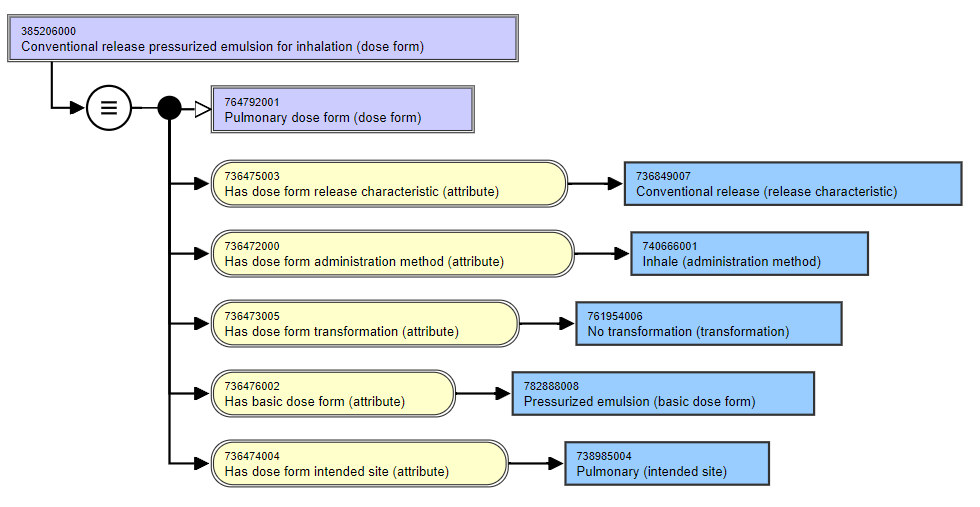 385206000
Conventional release pressurized emulsion for inhalation (dose form)
764792001
Pulmonary dose form (dose form)
736475003
Has dose form release characteristic (attribute)
736849007
Conventional release (release characteristic)
736472000
Has dose form administration method (attribute)
740666001
Inhale (administration method)
736473005
Has dose form transformation (attribute)
761954006
No transformation (transformation)
736476002
Has basic dose form (attribute)
782888008
Pressurized emulsion (basic dose form)
736474004
Has dose form intended site (attribute)
738985004
Pulmonary (intended site)